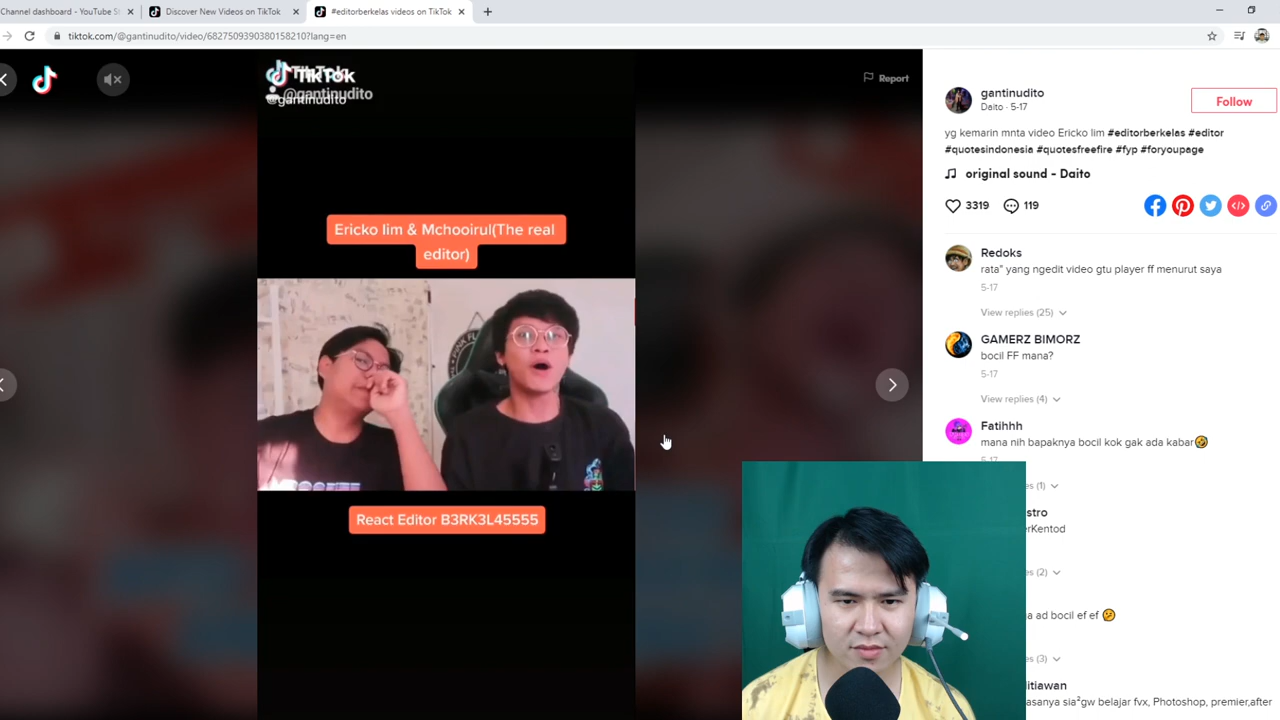 Channel dashboard - YouTube St
Discover New Videos on TikTok
#editorberkelas videos on TikTok
tiktok.com/@gantinudito/video/6827509390380158210?lang=en
TikTok
@gantinudito
@gantinudito
Report
Ericko lim & Mchooirul(The real
editor)
React Editor B3RK3L45555
gantinudito
Daito · 5-17
Follow
yg kemarin mnta video Ericko lim #editorberkelas #editor
#quotesindonesia #quotesfreefire #fyp #foryoupage
original sound - Daito
3319
119
Redoks
rata" yang ngedit video gtu player ff menurut saya
5-17
View replies (25)
GAMERZ BIMORZ
bocil FF mana?
5-17
View replies (4)
Fatihhh
mana nih bapaknya bocil kok gak ada kabar🤣
5-17
es (1)
stro
erKentod
es (2)
a ad bocil ef ef 😕
es (3)
litiawan
asanya sia²gw belajar fvx, Photoshop, premier,after